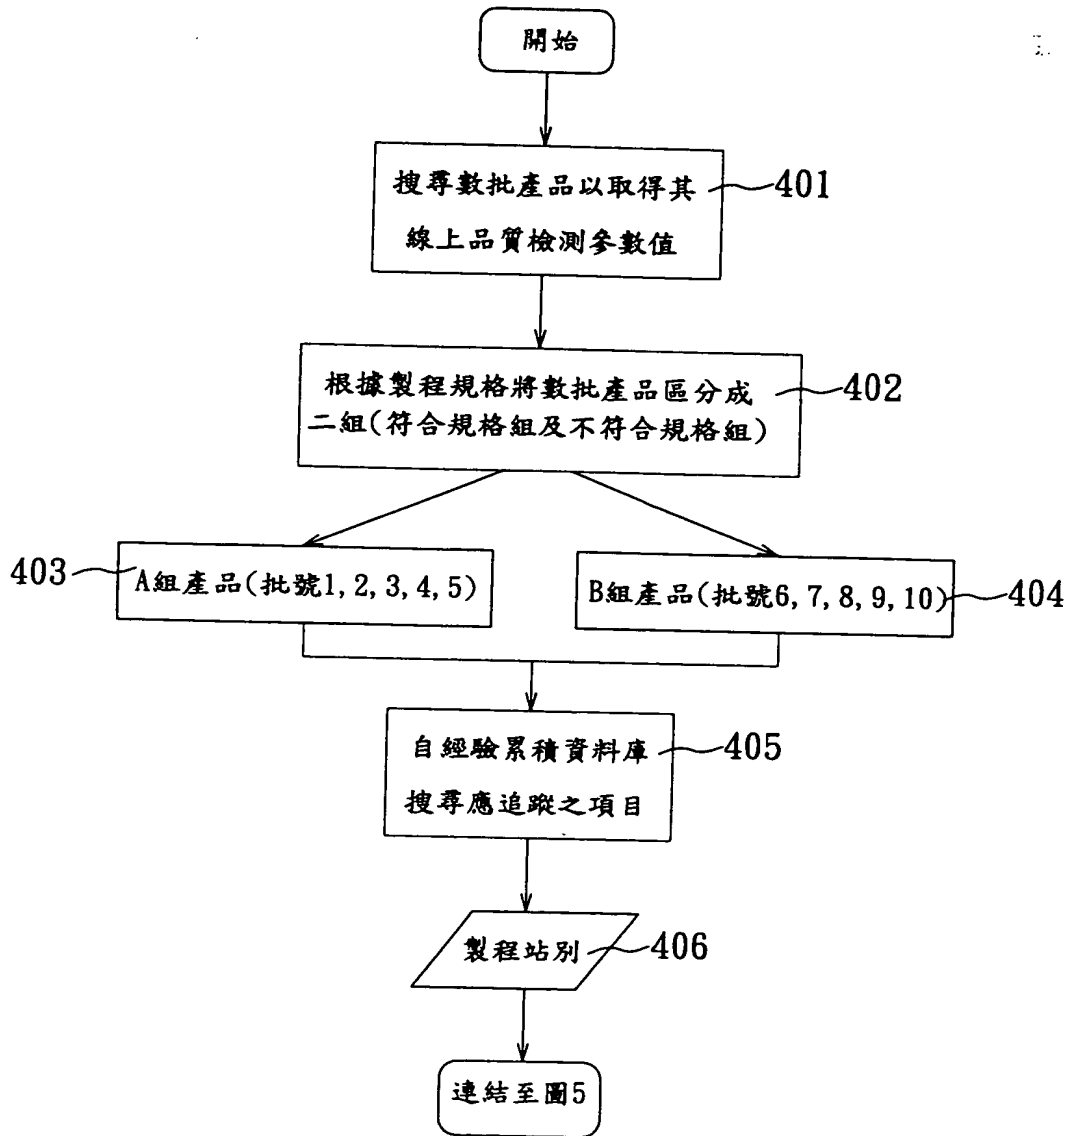 開始
搜尋數批產品以取得其
401
線上品質檢測參數值
根據製程規格將數批產品區分成
402
二組(符合規格組及不符合規格組)
403
A組產品(批號1,2,3,4,5)
B組產品(批號6,7,8,9,10)
404
自經驗累積資料庫
405
搜尋應追蹤之項目
製程站別
406
連結至圖5